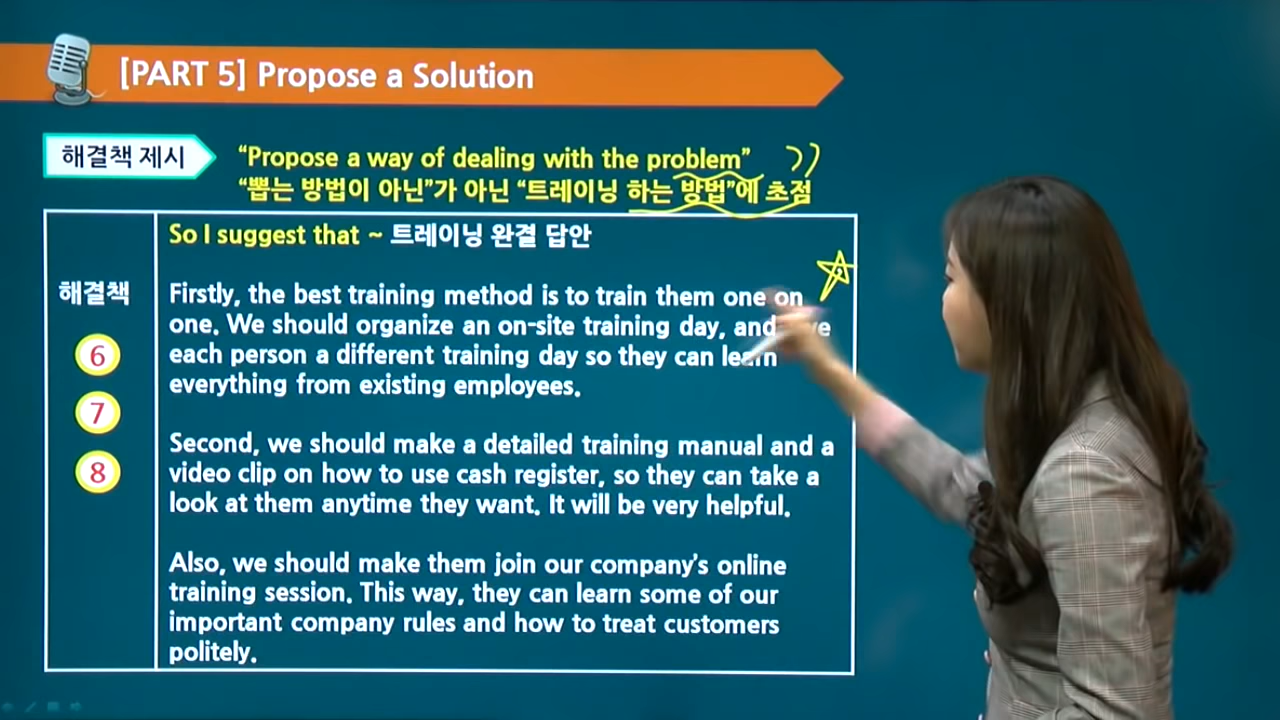 [PART 5] Propose a Solution
해결책 제시
“Propose a way of dealing with the problem”
“뽑는 방법이 아닌”가 아닌 “트레이닝 하는 방법”에 초점
So I suggest that ~ 트레이닝 완결 답안
해결책
6
7
8
Firstly, the best training method is to train them one on
one. We should organize an on-site training day, and
each person a different training day so they can learn
everything from existing employees.
Second, we should make a detailed training manual and a
video clip on how to use cash register, so they can take a
look at them anytime they want. It will be very helpful.
Also, we should make them join our company's online
training session. This way, they can learn some of our
important company rules and how to treat customers
politely.